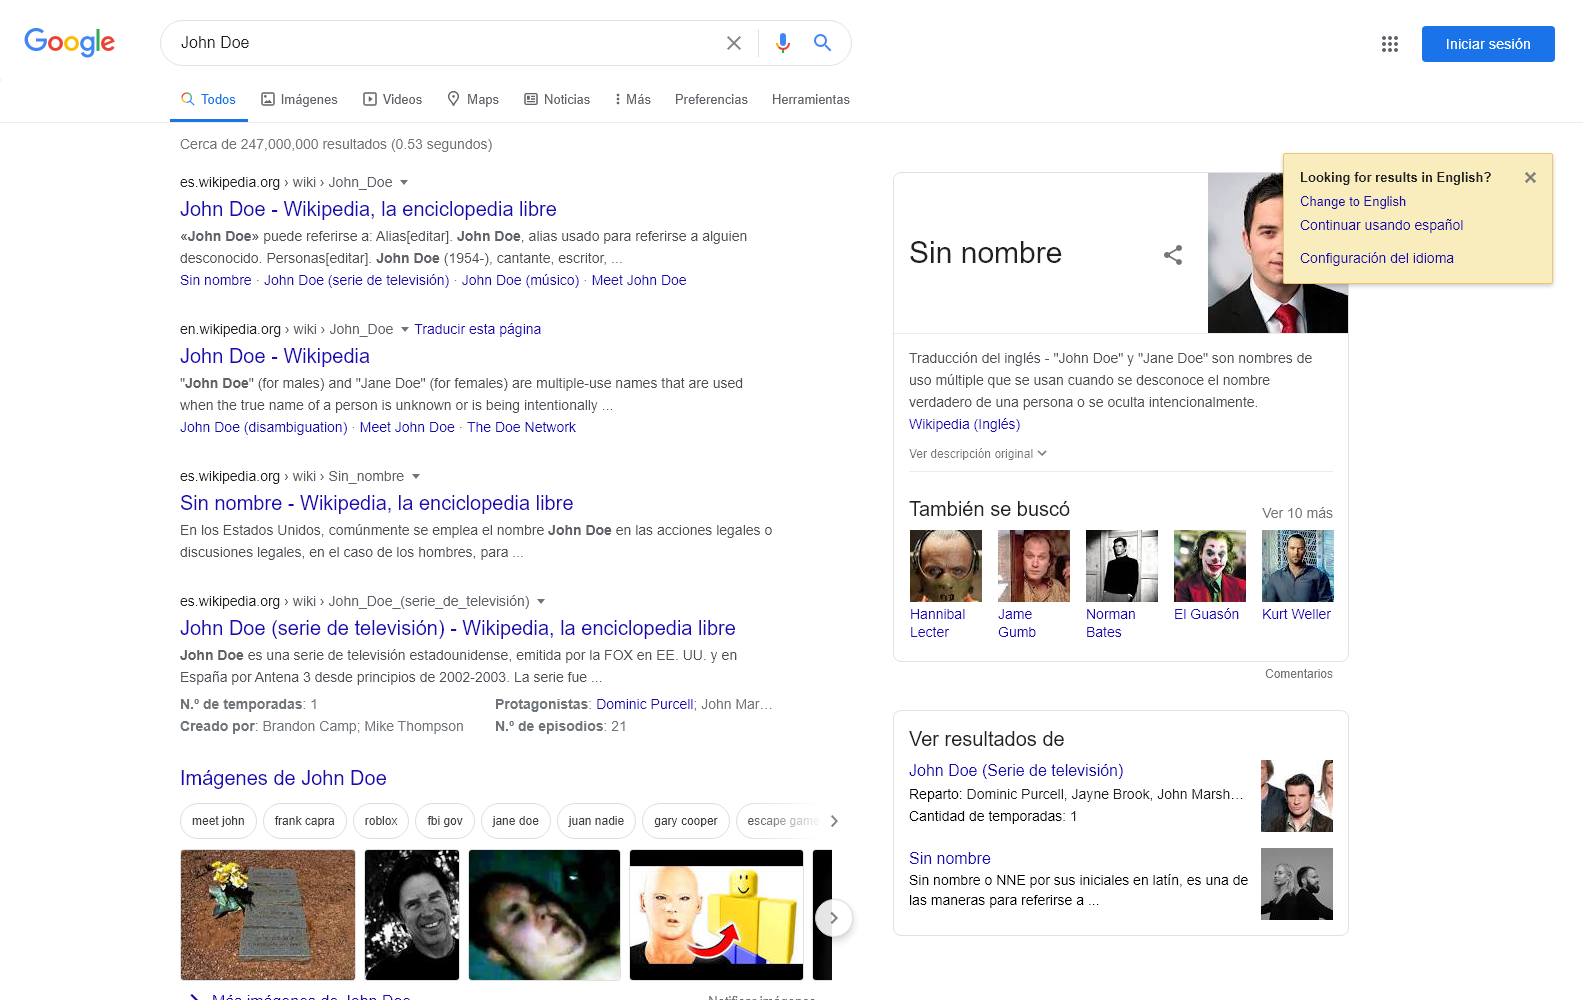 Google
John Doe
Iniciar sesión
Todos
Imágenes
Videos
Maps
Noticias
Más
Preferencias
Herramientas
Cerca de 247,000,000 resultados (0.53 segundos)
es.wikipedia.org › wiki › John_Doe
John Doe - Wikipedia, la enciclopedia libre
«John Doe» puede referirse a: Alias[editar]. John Doe, alias usado para referirse a alguien
desconocido. Personas[editar]. John Doe (1954-), cantante, escritor, ...
Sin nombre · John Doe (serie de televisión) · John Doe (músico) · Meet John Doe
en.wikipedia.org › wiki › John_Doe Traducir esta página
John Doe - Wikipedia
"John Doe" (for males) and "Jane Doe" (for females) are multiple-use names that are used
when the true name of a person is unknown or is being intentionally ...
John Doe (disambiguation) · Meet John Doe · The Doe Network
es.wikipedia.org › wiki › Sin_nombre
Sin nombre - Wikipedia, la enciclopedia libre
En los Estados Unidos, comúnmente se emplea el nombre John Doe en las acciones legales o
discusiones legales, en el caso de los hombres, para ...
es.wikipedia.org › wiki › John_Doe_(serie_de_televisión)
John Doe (serie de televisión) - Wikipedia, la enciclopedia libre
John Doe es una serie de televisión estadounidense, emitida por la FOX en EE. UU. y en
España por Antena 3 desde principios de 2002-2003. La serie fue ...
N.º de temporadas: 1
Protagonistas: Dominic Purcell; John Mar...
Creado por: Brandon Camp; Mike Thompson
N.º de episodios: 21
Imágenes de John Doe
meet john
frank capra
roblox
fbi gov
jane doe
juan nadie
gary cooper
escape game
Más imágenes de John Doe
Notificar imágenes
Looking for results in English?
Change to English
Continuar usando español
Configuración del idioma
Sin nombre
Traducción del inglés - "John Doe" y "Jane Doe" son nombres de
uso múltiple que se usan cuando se desconoce el nombre
verdadero de una persona o se oculta intencionalmente.
Wikipedia (Inglés)
Ver descripción original
También se buscó
Ver 10 más
Hannibal
Lecter
Jame
Gumb
Norman
Bates
El Guasón
Kurt Weller
Comentarios
Ver resultados de
John Doe (Serie de televisión)
Reparto: Dominic Purcell, Jayne Brook, John Marsh...
Cantidad de temporadas: 1
Sin nombre
Sin nombre o NNE por sus iniciales en latín, es una de
las maneras para referirse a ...